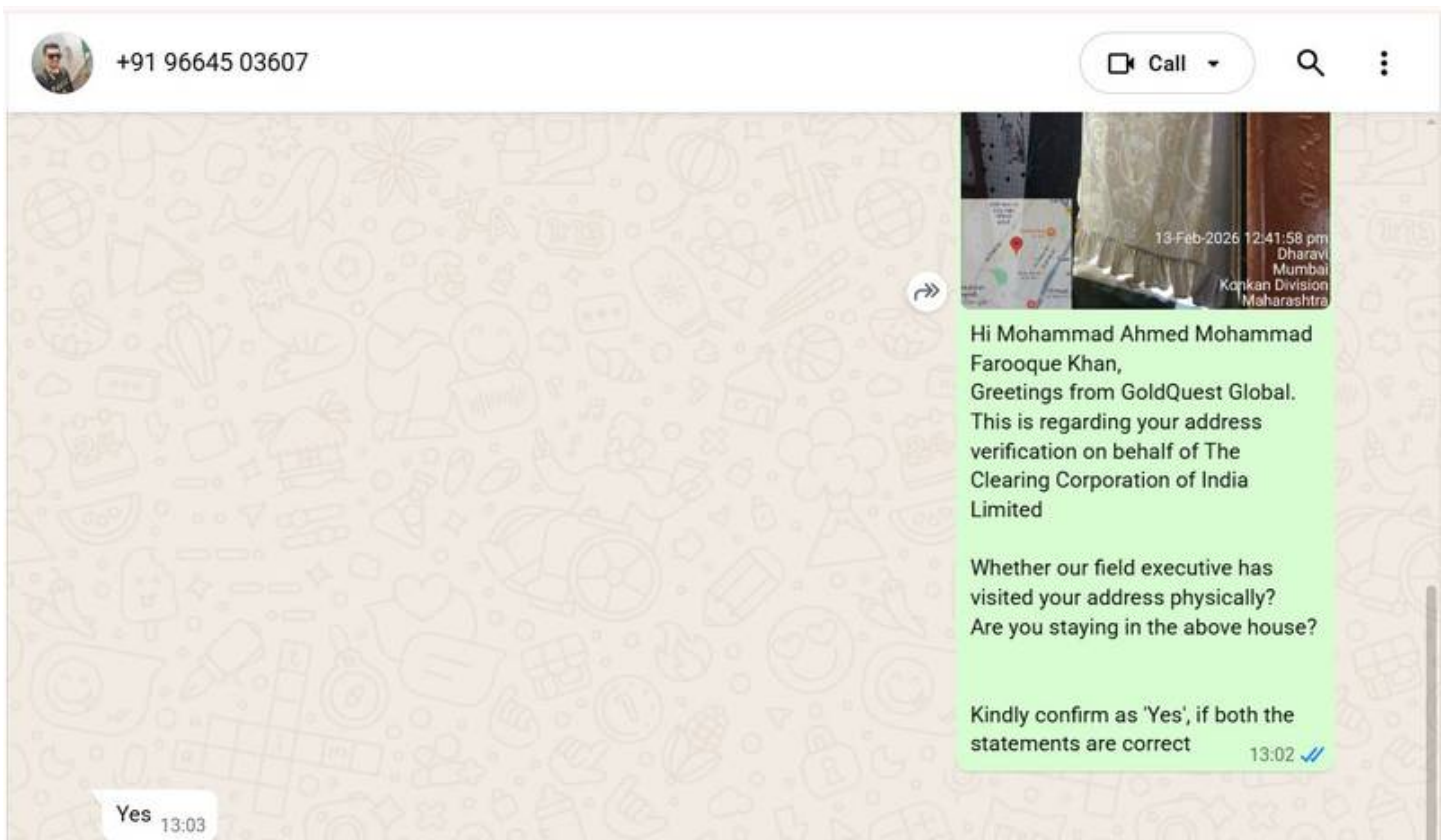 +91 96645 03607
Call
13-Feb-2026 12:41:58 pm
Dharavi
Mumbai
Konkan Division
Maharashtra
Hi Mohammad Ahmed Mohammad
Farooque Khan,
Greetings from GoldQuest Global.
This is regarding your address
verification on behalf of The
Clearing Corporation of India
Limited
Whether our field executive has
visited your address physically?
Are you staying in the above house?
Kindly confirm as 'Yes', if both the
statements are correct
13:02
Yes 13:03